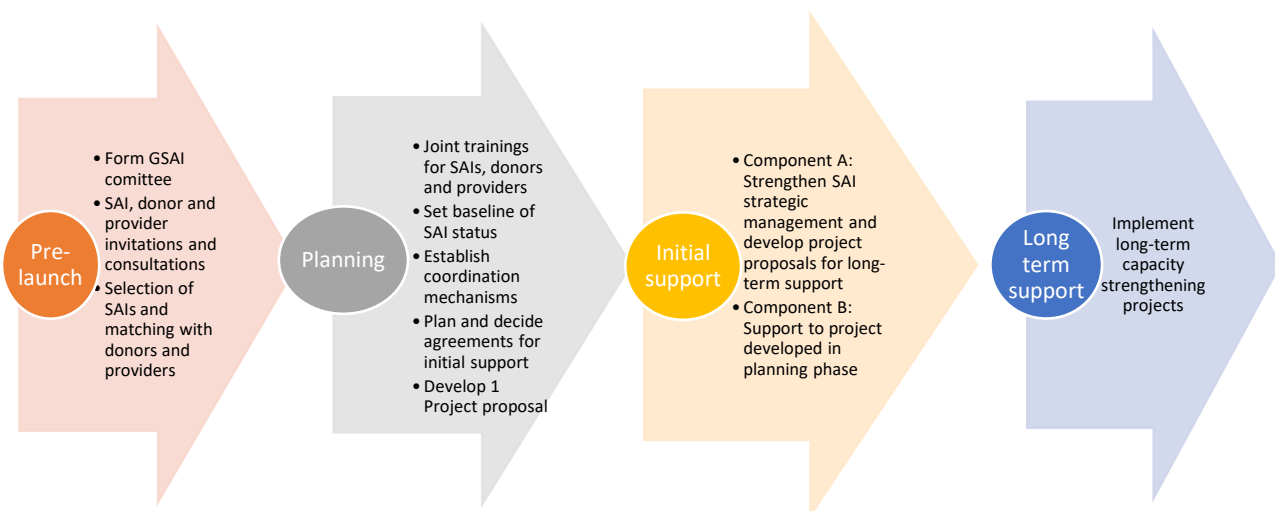 Pre-
launch
• Form GSAI
comittee
• SAI, donor and
provider
invitations and
consultations
• Selection of
SAIs and
matching with
donors and
providers
Planning
• Joint trainings
for SAIs, donors
and providers
• Set baseline of
SAI status
• Establish
coordination
mechanisms
• Plan and decide
agreements for
initial support
• Develop 1
Project proposal
Initial
support
• Component A:
Strengthen SAI
strategic
management and
develop project
proposals for long-
term support
• Component B:
Support to project
developed in
planning phase
Long
term
support
Implement
long-term
capacity
strengthening
projects